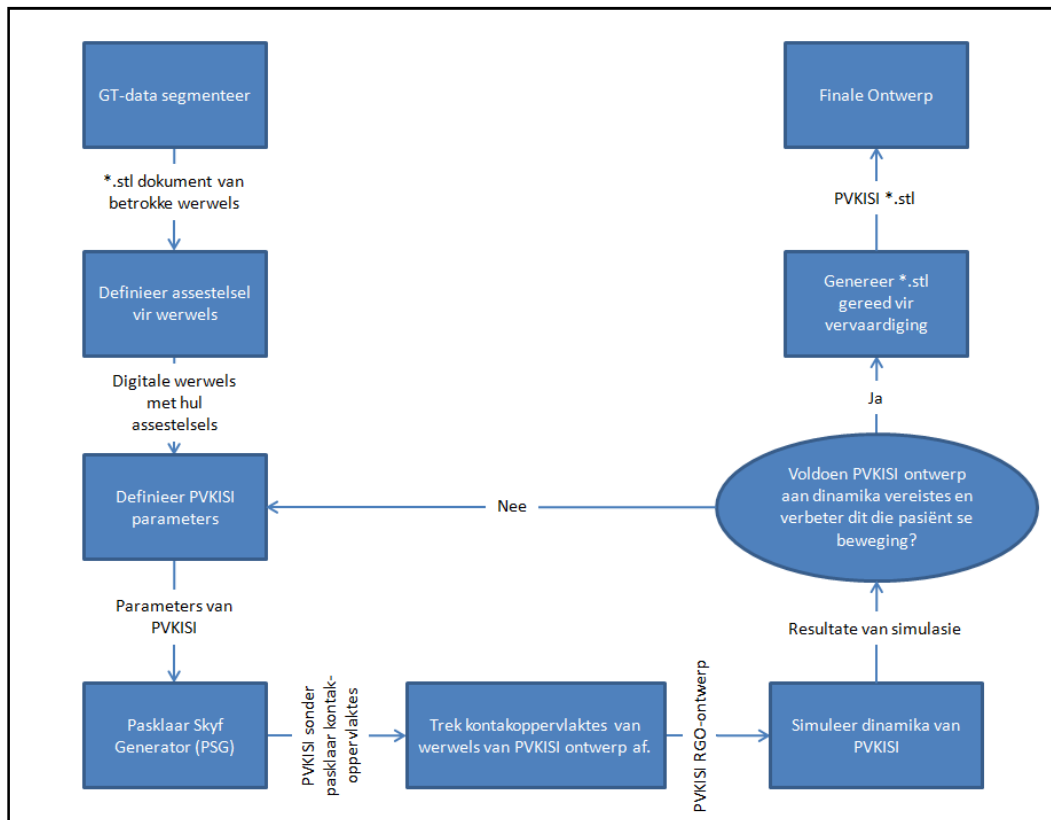 GT-data segmenteer
*.stl dokument van
betrokke werwels
Definieer assestelsel
vir werwels
Digitale werwels
met hul
assestelsels
Definieer PVKISI
parameters
Parameters van
PVKISI
Pasklaar Skyf
Generator (PSG)
PVKISI sonder
pasklaar kontak-
oppervlaktes
Trek kontakoppervlaktes van
werwels van PVKISI ontwerp af.
PVKISI RGO-ontwerp
Simuleer dinamika van
PVKISI
Resultate van simulasie
Voldoen PVKISI ontwerp
aan dinamika vereistes en
verbeter dit die pasiënt se
beweging?
Nee
Ja
Genereer *.stl
gereed vir
vervaardiging
PVKISI *.stl
Finale Ontwerp